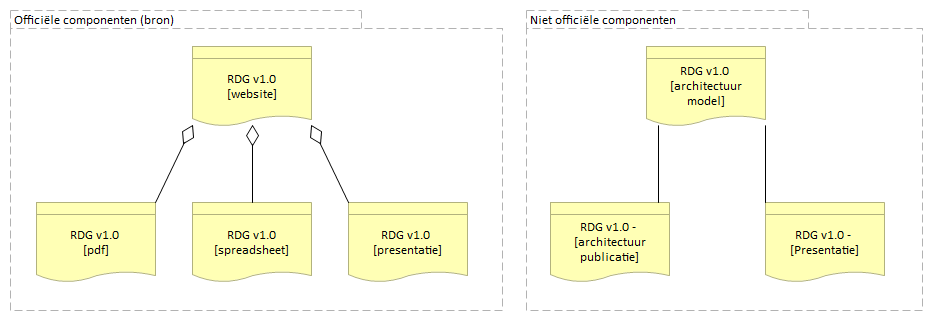 Officiële componenten (bron)
RDG v1.0
[website]
RDG v1.0
[pdf]
RDG v1.0
[spreadsheet]
RDG v1.0
[presentatie]
Niet officiële componenten
RDG v1.0
[architectuur
model]
RDG v1.0 -
[architectuur
publicatie]
RDG v1.0 -
[Presentatie]